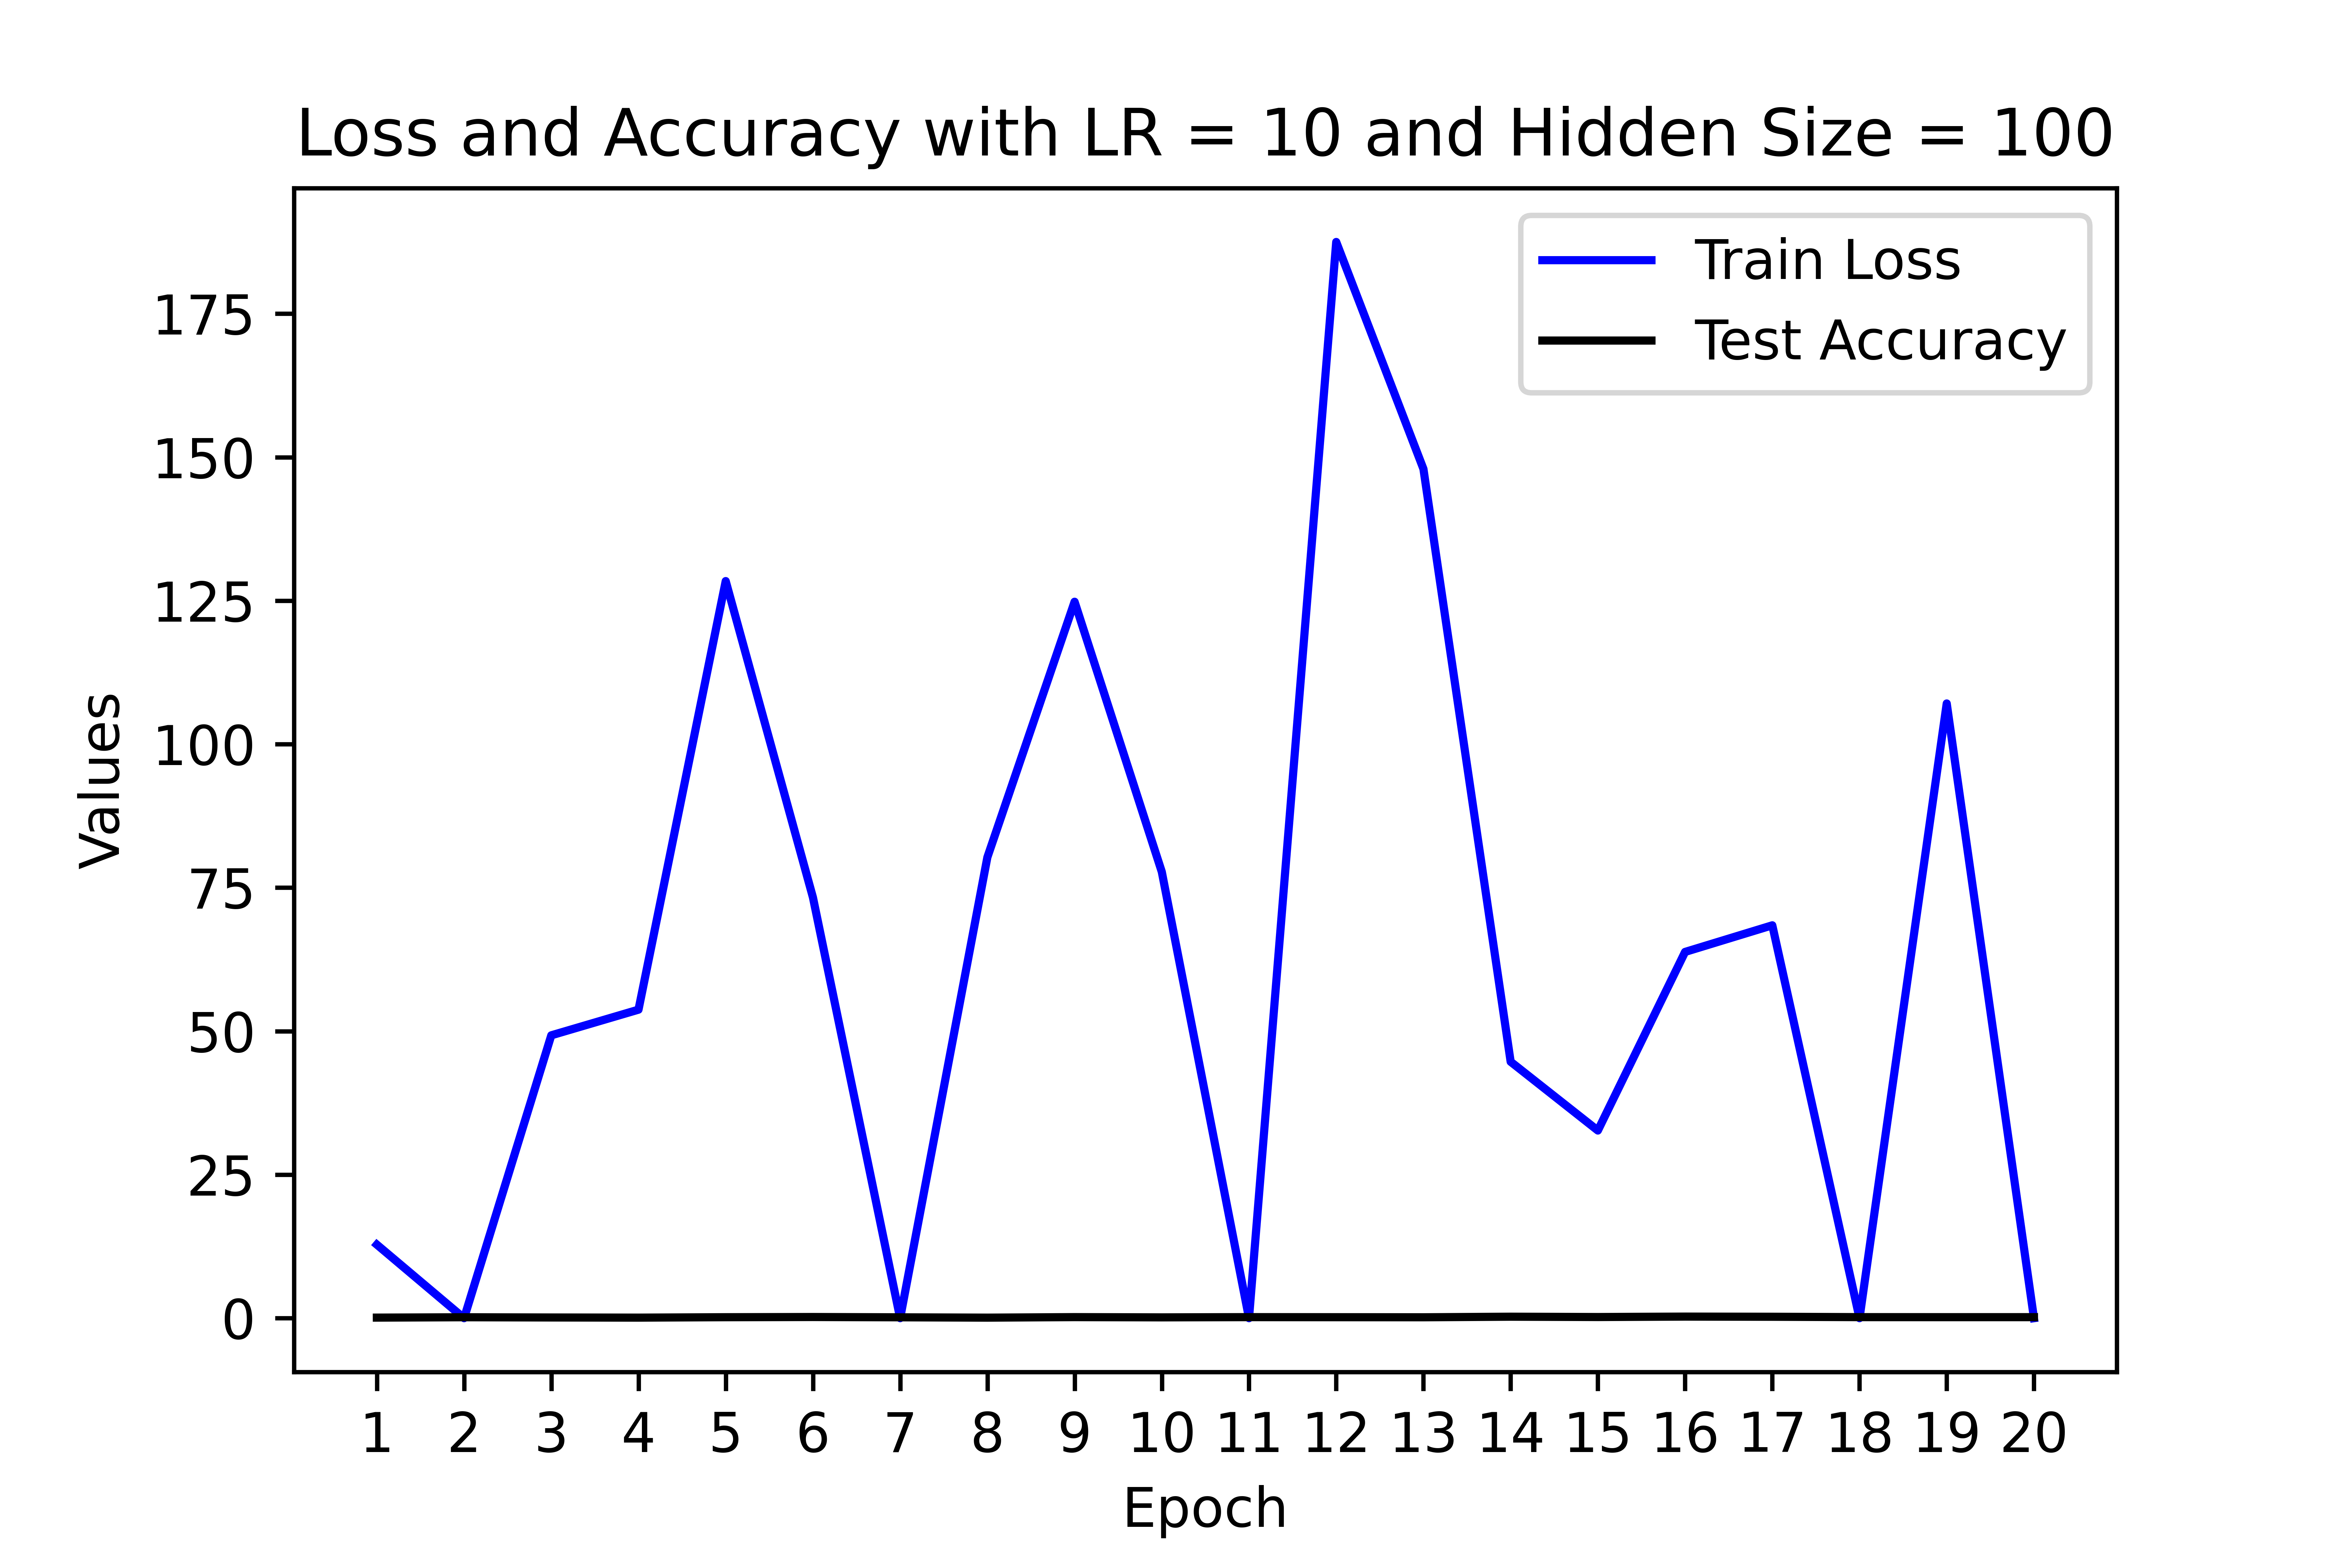 Loss and Accuracy with LR = 10 and Hidden Size = 100
Train Loss
Test Accuracy
175
150
125
100
75
50
25
0
Values
1 2 3 4 5 6 7 8 9 10 11 12 13 14 15 16 17 18 19 20
Epoch